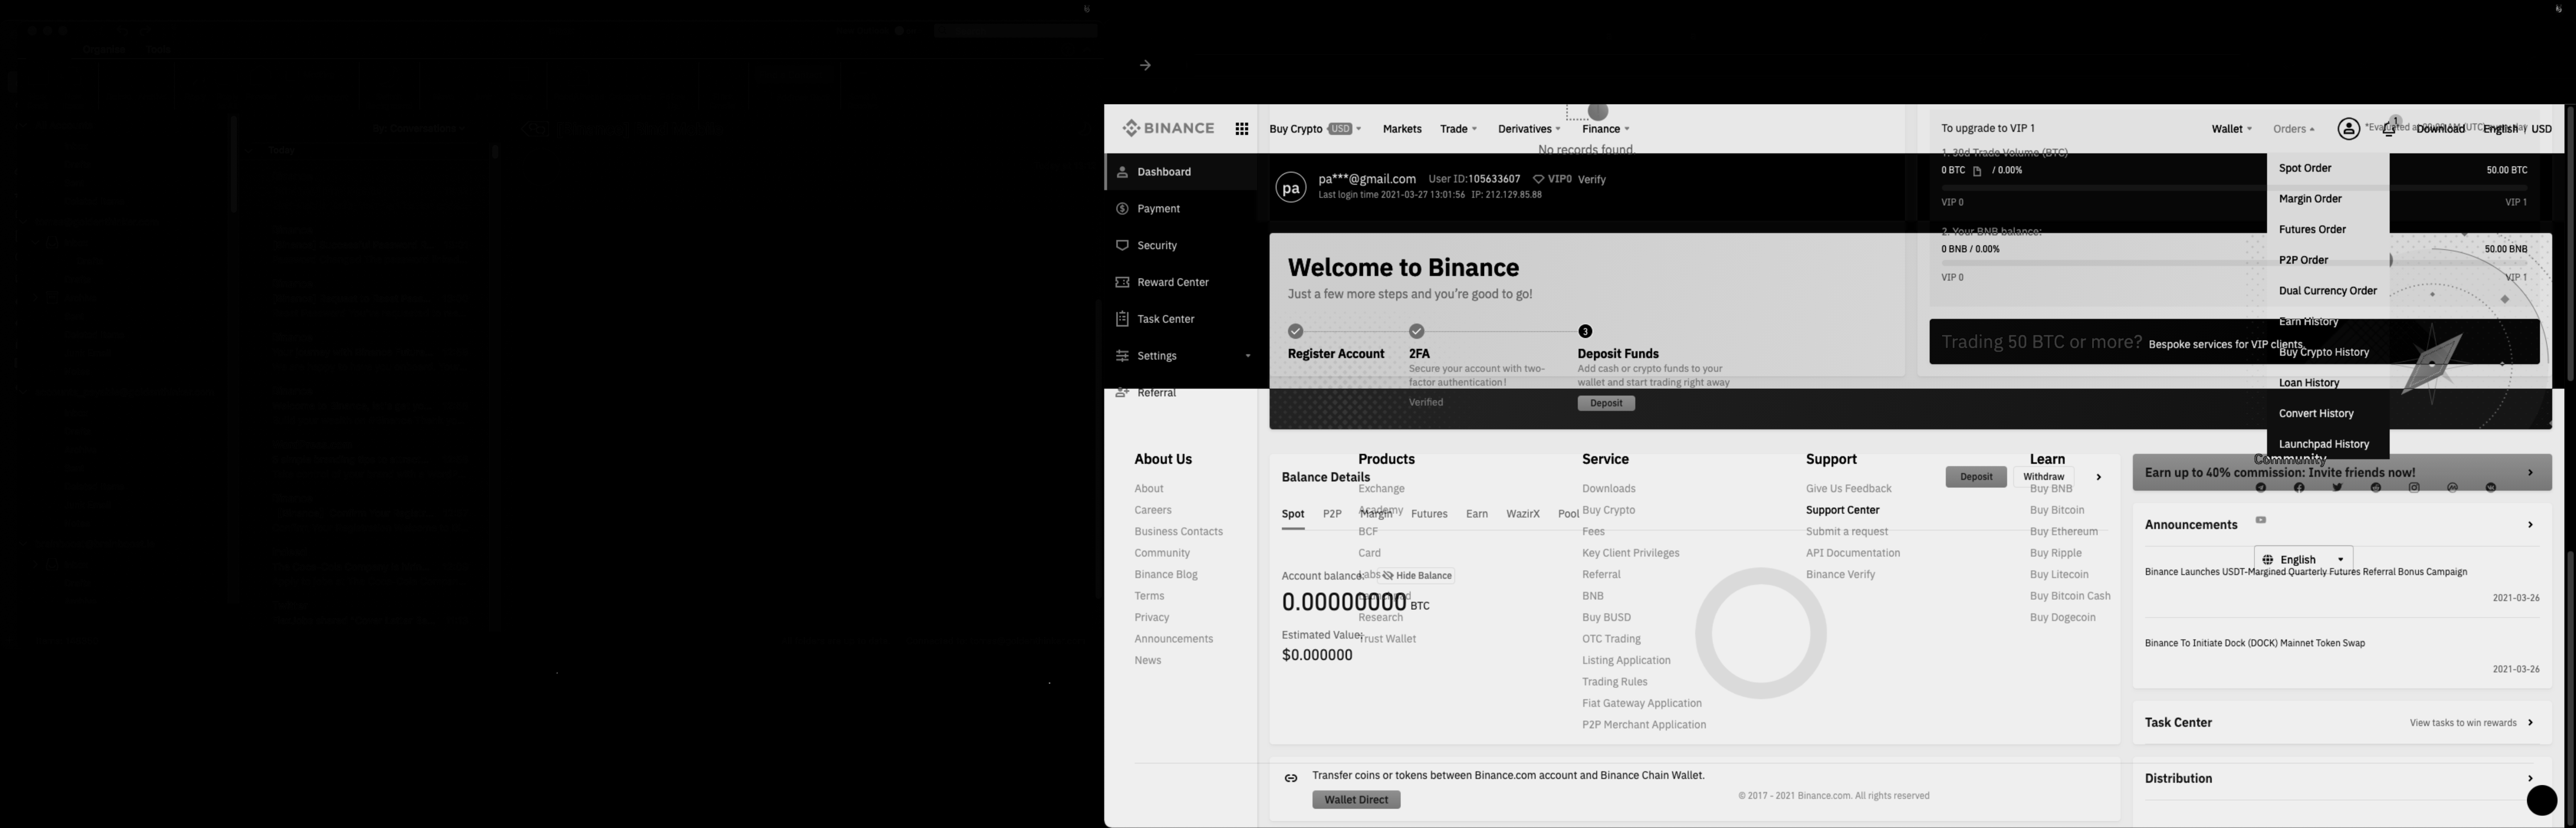 BINANCE
Buy Crypto USD
Markets
Trade
Derivatives
Finance
To upgrade to VIP 1
Wallet
Orders
Download
English USD
No records found.
1. 30d Trade Volume (BTC)
Dashboard
pa
pa***@gmail.com User ID:105633607 VIP0 Verify
Last login time 2021-03-27 13:01:56 IP: 212.129.85.88
0 BTC / 0.00%
50.00 BTC
VIP 0
VIP 1
2. Your BNB balance:
0 BNB / 0.00%
50.00 BNB
VIP 0
VIP 1
Payment
Security
Reward Center
Task Center
Settings
Referral
Spot Order
Margin Order
Futures Order
P2P Order
Dual Currency Order
Earn History
Buy Crypto History
Loan History
Convert History
Launchpad History
Welcome to Binance
Just a few more steps and you're good to go!
3
Register Account
2FA
Secure your account with two-
factor authentication!
Verified
Deposit Funds
Add cash or crypto funds to your
wallet and start trading right away
Deposit
Trading 50 BTC or more? Bespoke services for VIP clients
About Us
About
Careers
Business Contacts
Community
Binance Blog
Terms
Privacy
Announcements
News
Products
Exchange
Academy
BCF
Card
Labs
Research
Trust Wallet
Balance Details
Deposit
Withdraw
Spot
P2P
Margin
Futures
Earn
WazirX
Pool
Account balance:
Hide Balance
0.00000000 BTC
Estimated Value:
$0.000000
Service
Downloads
Buy Crypto
Fees
Key Client Privileges
Referral
BNB
Buy BUSD
OTC Trading
Listing Application
Trading Rules
Fiat Gateway Application
P2P Merchant Application
Support
Give Us Feedback
Support Center
Submit a request
API Documentation
Binance Verify
Learn
Buy BNB
Buy Bitcoin
Buy Ethereum
Buy Ripple
Buy Litecoin
Buy Bitcoin Cash
Buy Dogecoin
Community
Earn up to 40% commission: Invite friends now!
Announcements
English
Binance Launches USDT-Margined Quarterly Futures Referral Bonus Campaign
2021-03-26
Binance To Initiate Dock (DOCK) Mainnet Token Swap
2021-03-26
Task Center
View tasks to win rewards
Distribution
Transfer coins or tokens between Binance.com account and Binance Chain Wallet.
Wallet Direct
© 2017 - 2021 Binance.com. All rights reserved